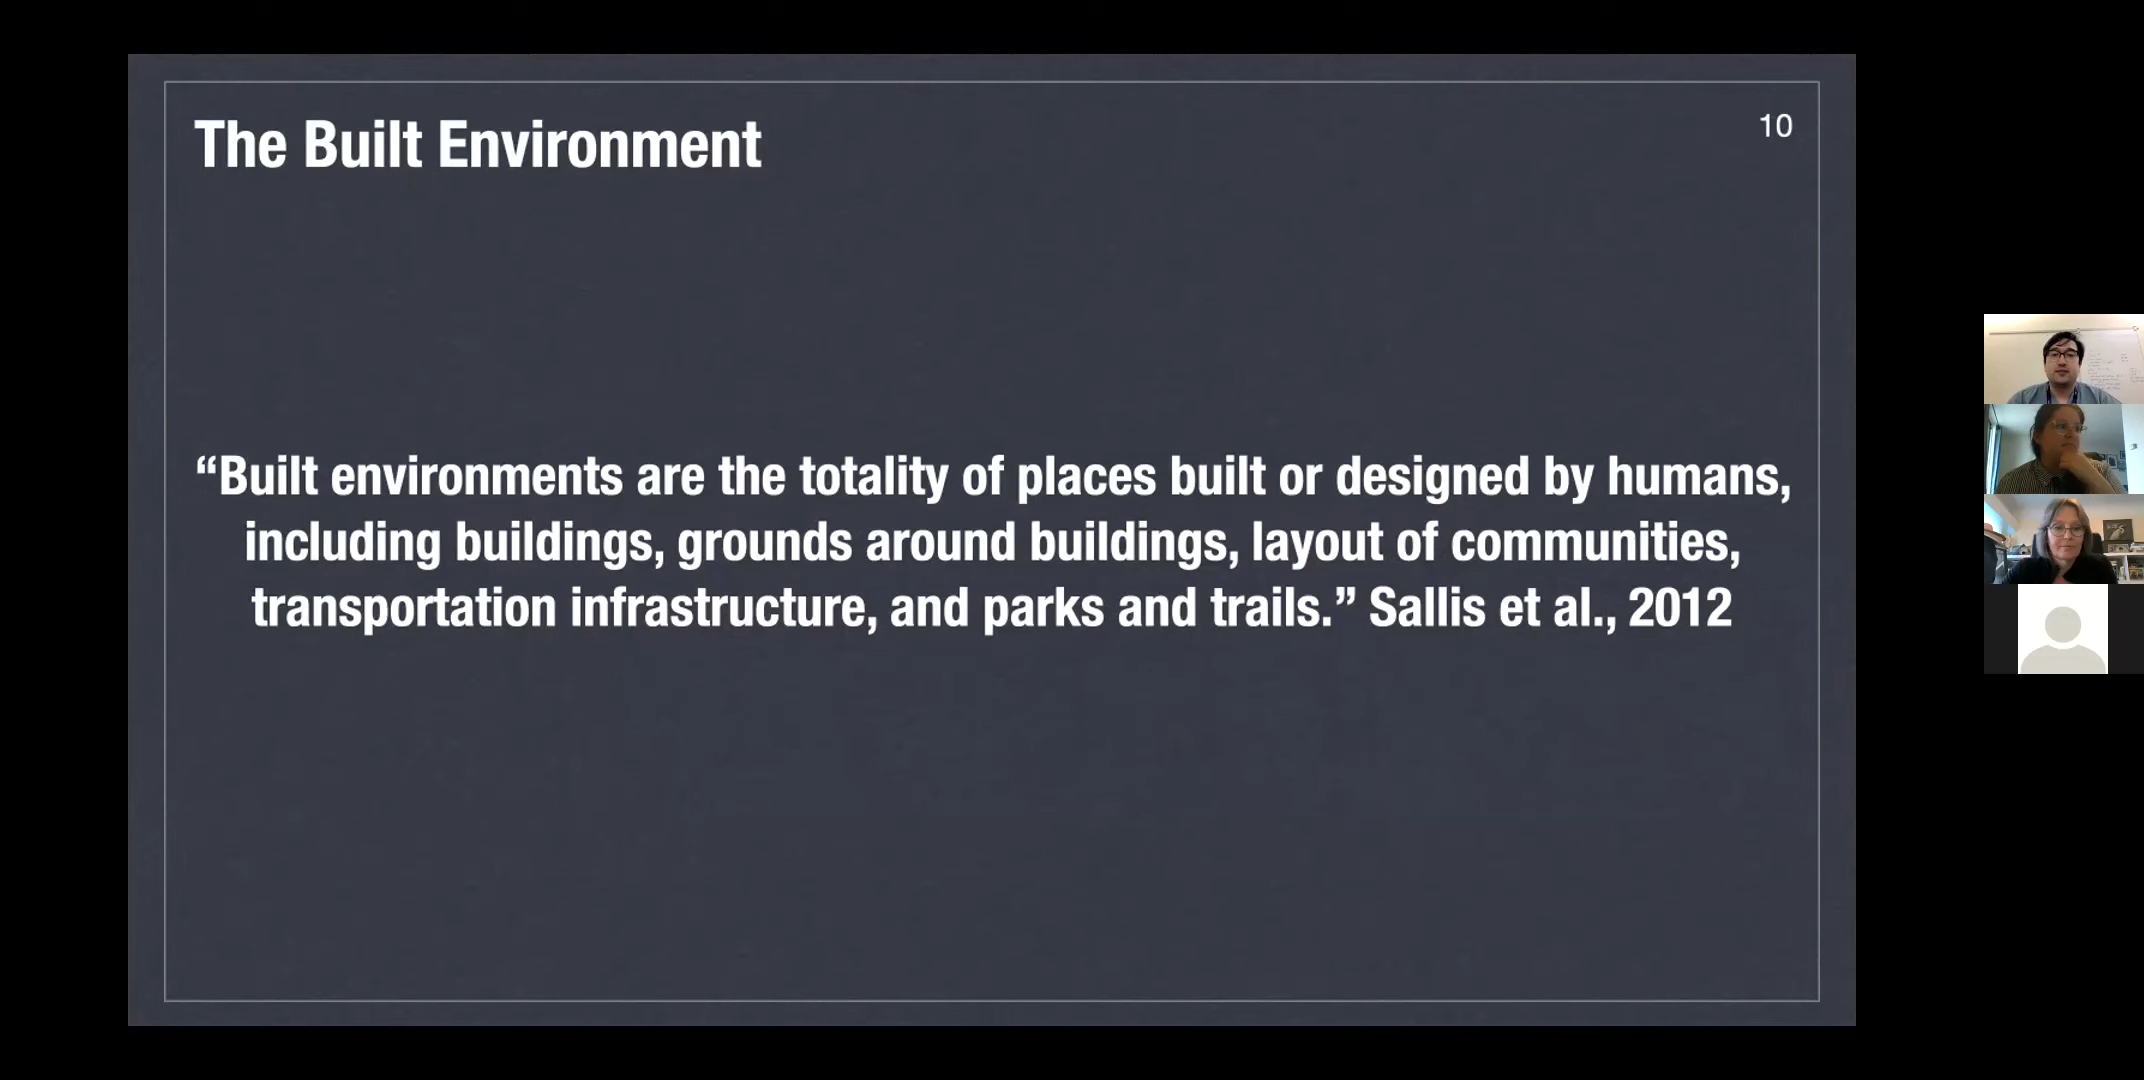 The Built Environment
10
“Built environments are the totality of places built or designed by humans,
including buildings, grounds around buildings, layout of communities,
transportation infrastructure, and parks and trails.” Sallis et al., 2012